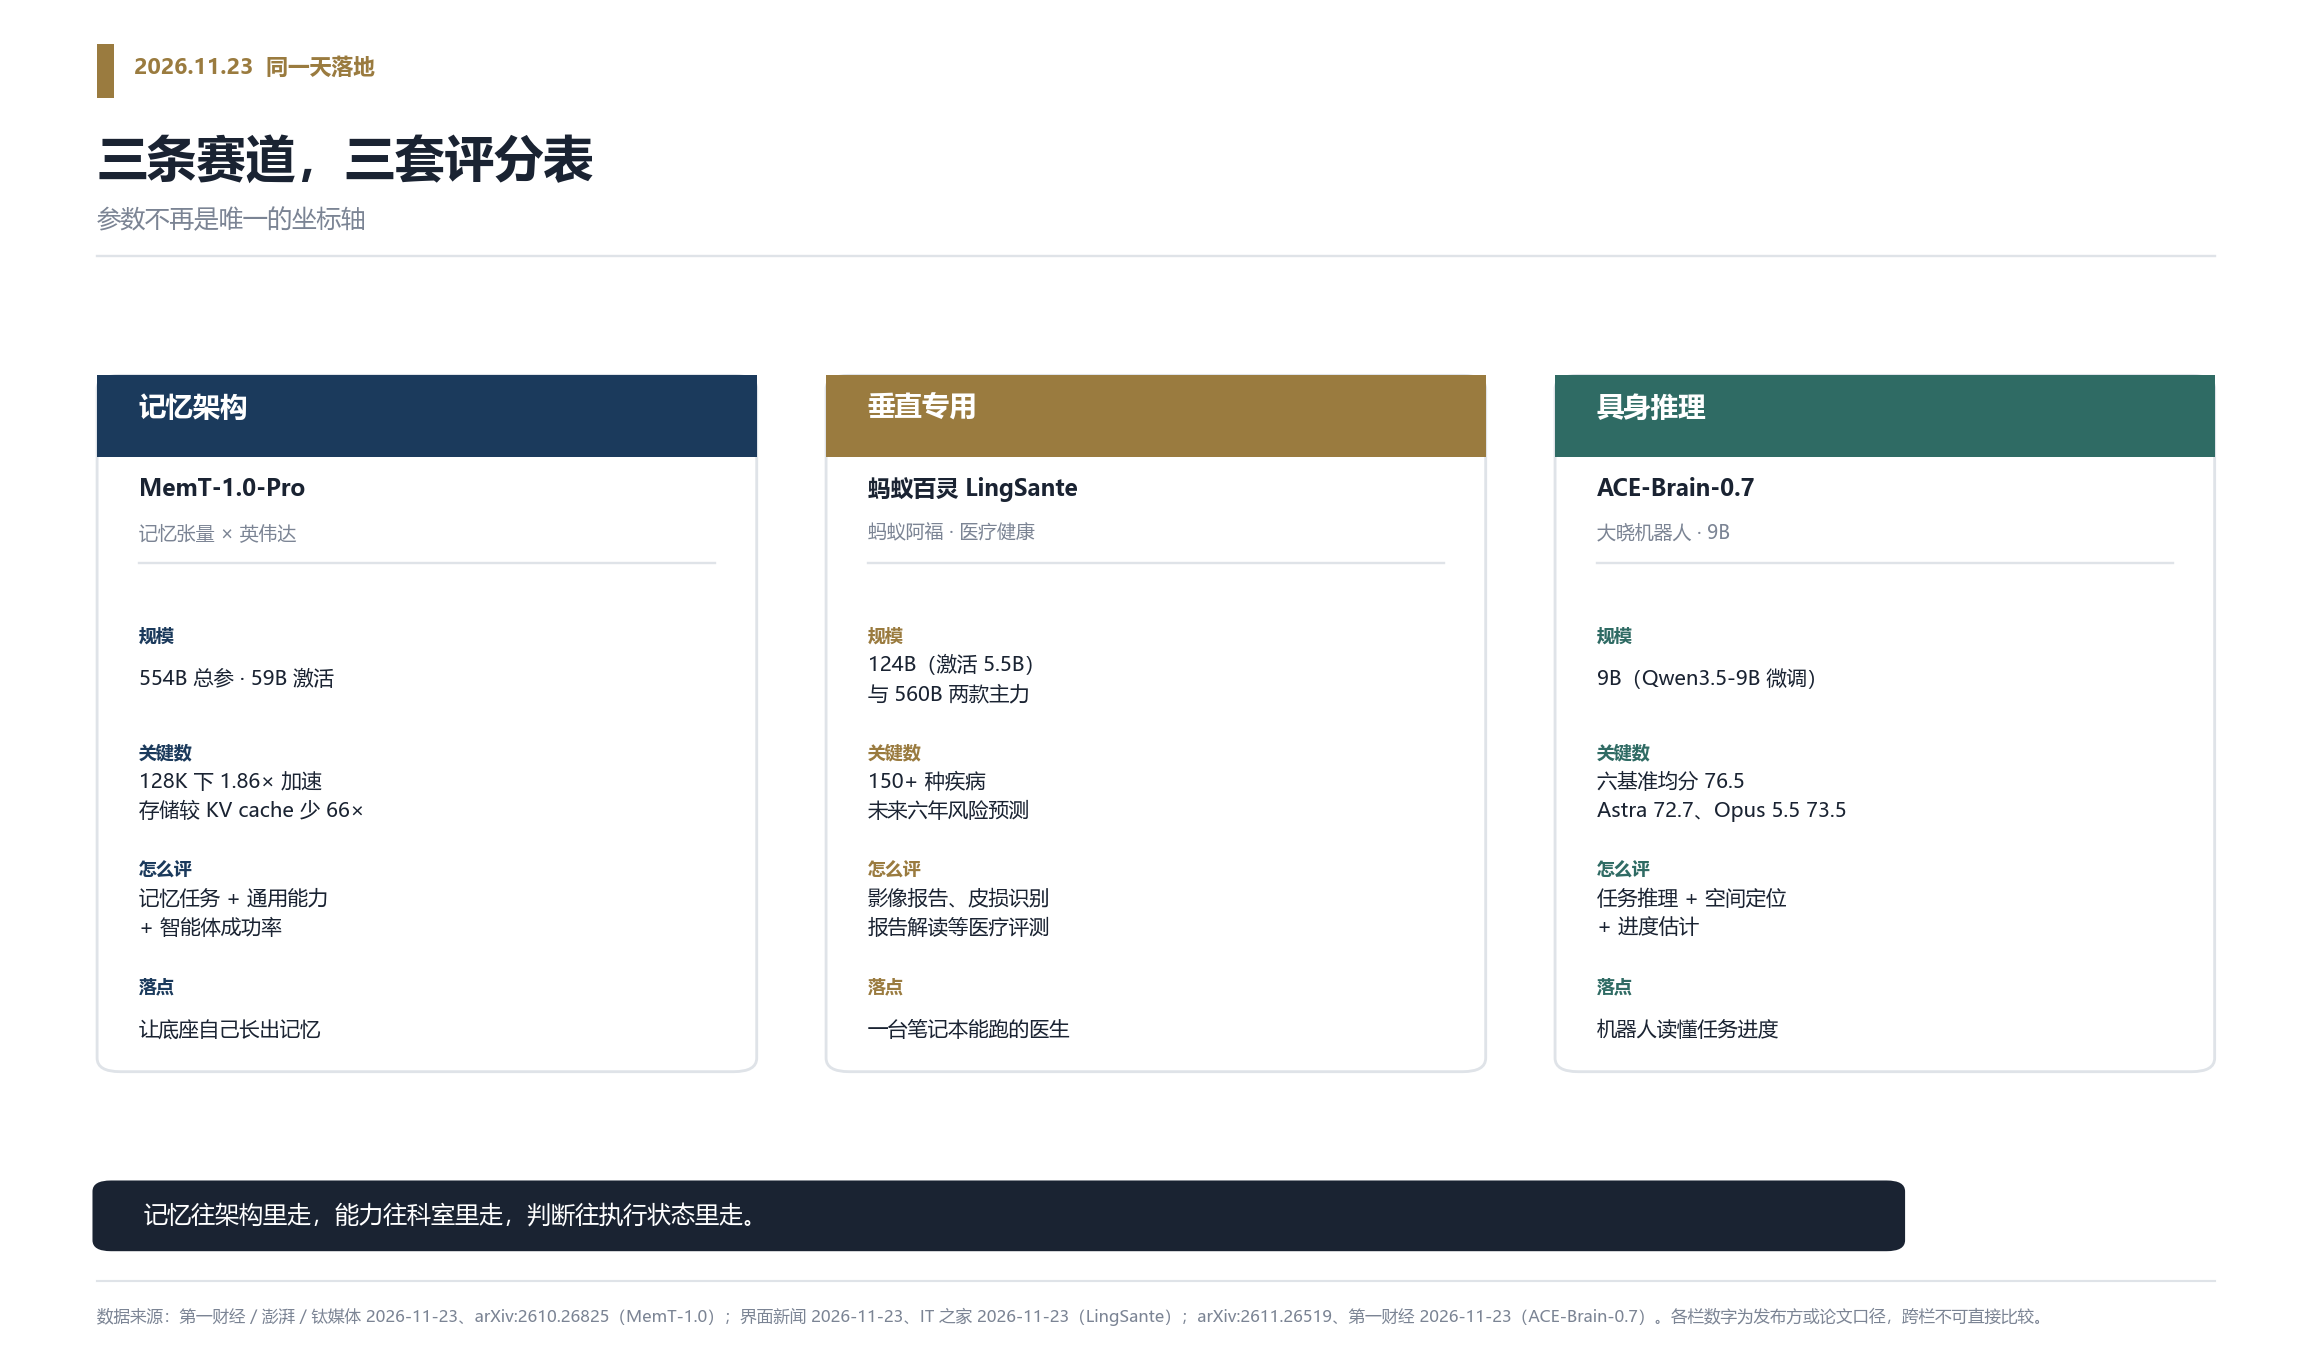 2026.11.23 同一天落地
三条赛道，三套评分表
参数不再是唯一的坐标轴
记忆架构
MemT-1.0-Pro
记忆张量 × 英伟达
规模
554B 总参 · 59B 激活
关键数
128K 下 1.86× 加速
存储较 KV cache 少 66×
怎么评
记忆任务 + 通用能力
+ 智能体成功率
落点
让底座自己长出记忆
垂直专用
蚂蚁百灵 LingSante
蚂蚁阿福 · 医疗健康
规模
124B（激活 5.5B）
与 560B 两款主力
关键数
150+ 种疾病
未来六年风险预测
怎么评
影像报告、皮损识别
报告解读等医疗评测
落点
一台笔记本能跑的医生
具身推理
ACE-Brain-0.7
大晓机器人 · 9B
规模
9B（Qwen3.5-9B 微调）
关键数
六基准均分 76.5
Astra 72.7、Opus 5.5 73.5
怎么评
任务推理 + 空间定位
+ 进度估计
落点
机器人读懂任务进度
记忆往架构里走，能力往科室里走，判断往执行状态里走。
数据来源：第一财经 / 澎湃 / 钛媒体 2026-11-23、arXiv:2610.26825（MemT-1.0）；界面新闻 2026-11-23、IT 之家 2026-11-23（LingSante）；arXiv:2611.26519、第一财经 2026-11-23（ACE-Brain-0.7）。各栏数字为发布方或论文口径，跨栏不可直接比较。